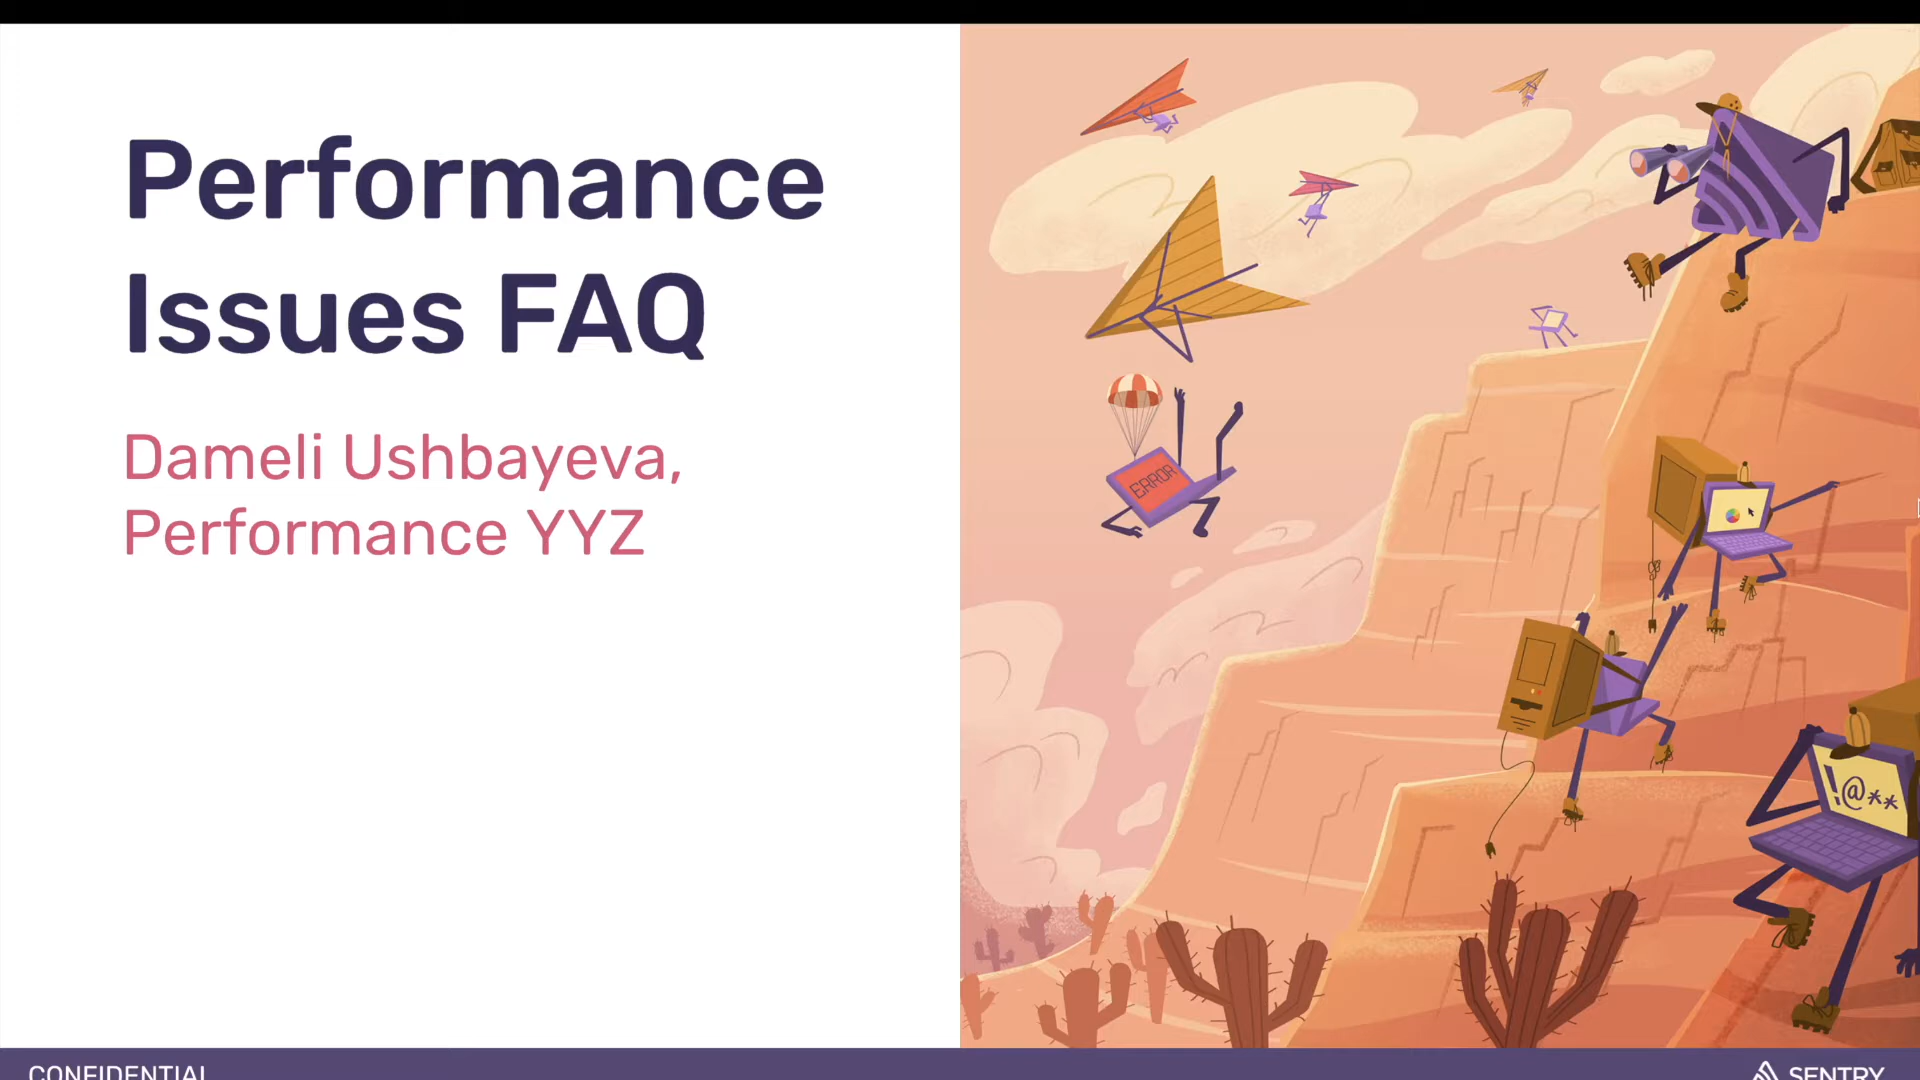 Performance
Issues FAQ
Dameli Ushbayeva,
Performance YYZ
ERROR
!@**
CONFIDENTIAL
SENTRY